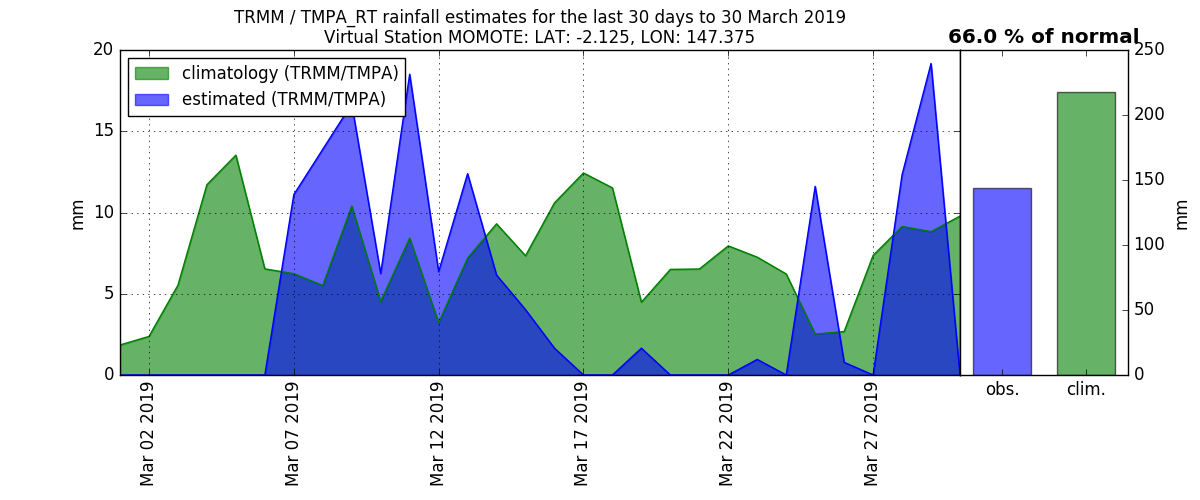 TRMM / TMPA_RT rainfall estimates for the last 30 days to 30 March 2019
Virtual Station MOMOTE: LAT: -2.125, LON: 147.375
66.0 % of normal
climatology (TRMM/TMPA)
estimated (TRMM/TMPA)
20
15
10
5
0
mm
Mar 02 2019
Mar 07 2019
Mar 12 2019
Mar 17 2019
Mar 22 2019
Mar 27 2019
obs.
clim.
250
200
150
100
50
0
mm